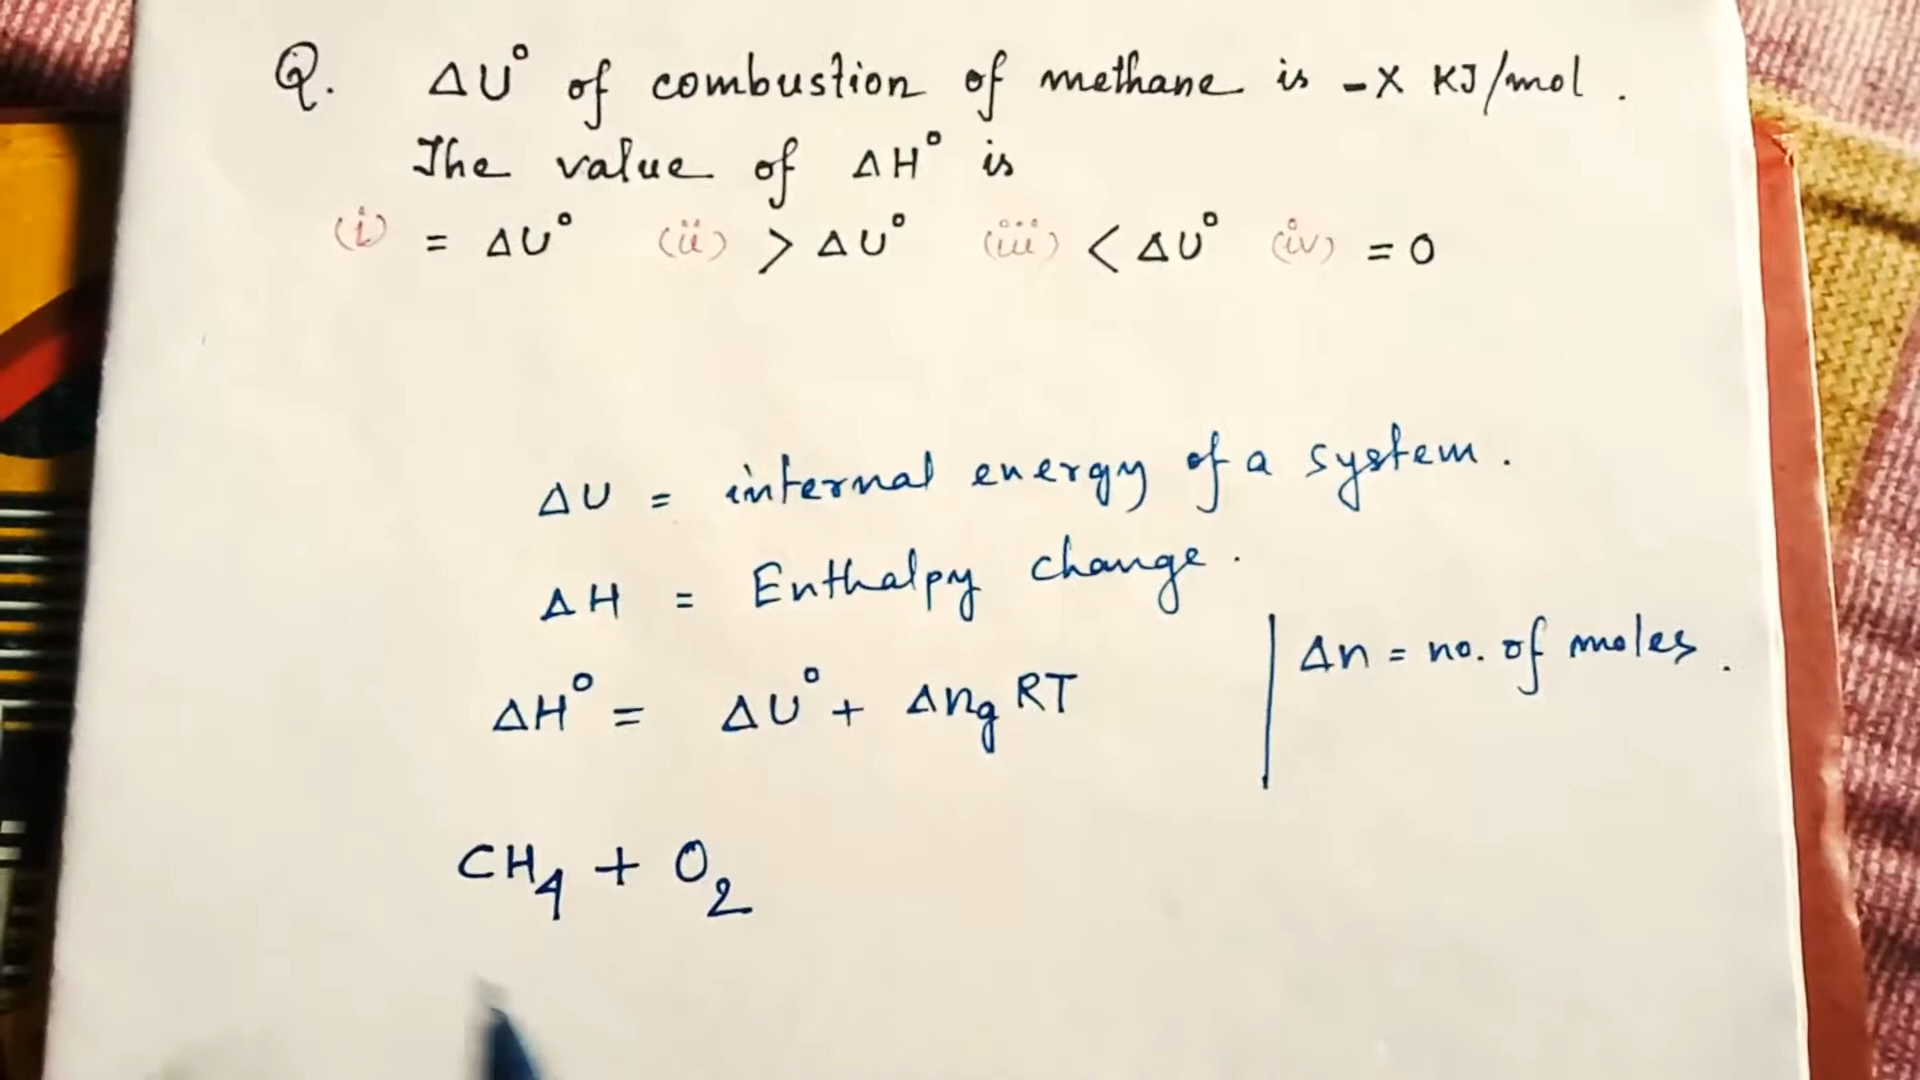 Q. ΔU° of combustion of methane is -X KJ/mol.
The value of ΔH° is
(i) = ΔU° (ii) > ΔU° (iii) < ΔU° (iv) = 0
ΔU = internal energy of a system.
ΔH = Enthalpy change.
ΔH° = ΔU° + Δng RT
Δn = no. of moles.
CH4 + O2